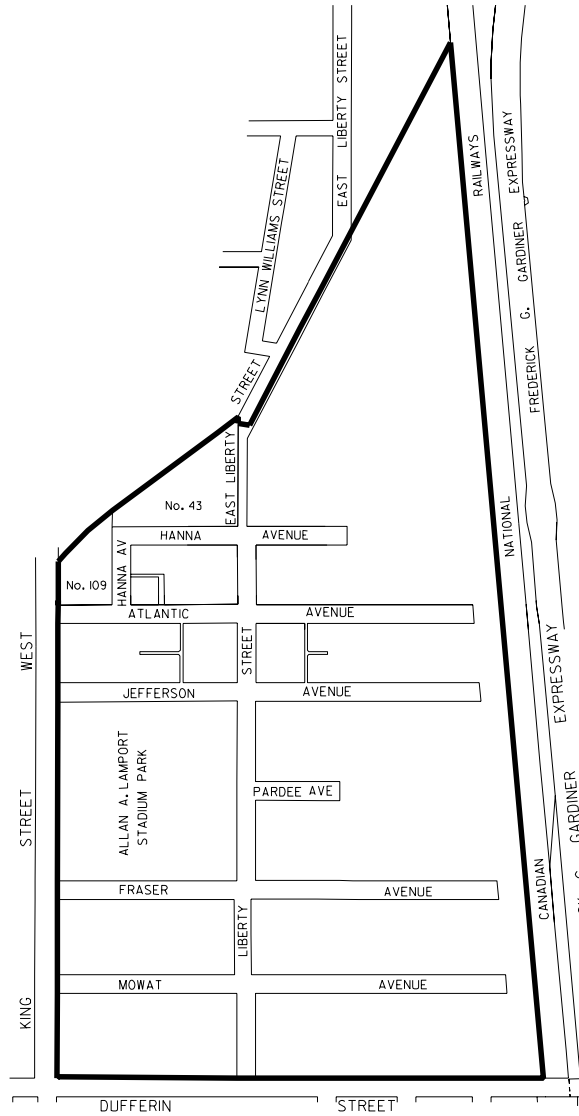 EAST LIBERTY STREET
LYNN WILLIAMS STREET
RAILWAYS
EXPRESSWAY
GARDINER
G.
FREDERICK
STREET
EAST LIBERTY
No. 43
HANNA AVENUE
NATIONAL
HANNA AV
No. 109
ATLANTIC AVENUE
WEST
STREET
EXPRESSWAY
JEFFERSON AVENUE
ALLAN A. LAMPORT
STADIUM PARK
PARDEE AVE
STREET
GARDINER
G.
FRASER AVENUE
CANADIAN
LIBERTY
MOWAT AVENUE
KING
DUFFERIN STREET